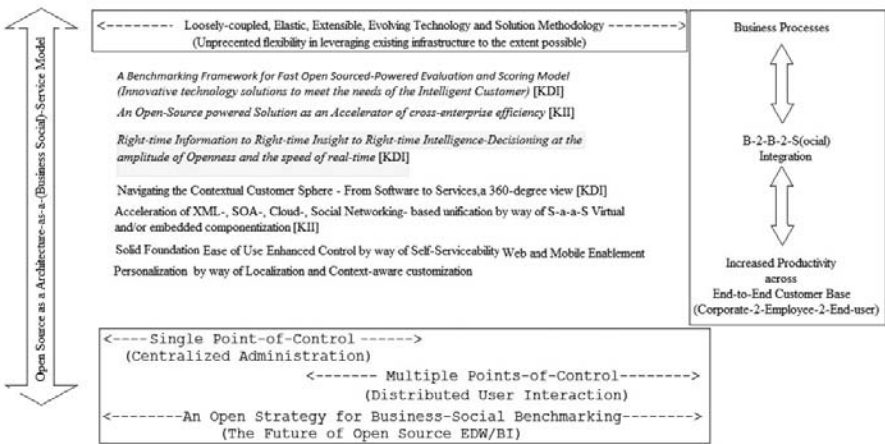 Open Source as a Architecture-as-a-(Business Social)-Service Model
<---------- Loosely-coupled, Elastic, Extensible, Evolving Technology and Solution Methodology ---------->
(Unprecented flexibility in leveraging existing infrastructure to the extent possible)
A Benchmarking Framework for Fast Open Sourced-Powered Evaluation and Scoring Model
(Innovative technology solutions to meet the needs of the Intelligent Customer) [KDI]
An Open-Source powered Solution as an Accelerator of cross-enterprise efficiency [KII]
Right-time Information to Right-time Insight to Right-time Intelligence-Decisioning at the
amplitude of Openness and the speed of real-time [KDI]
Navigating the Contextual Customer Sphere - From Software to Services,a 360-degree view [KDI]
Acceleration of XML-, SOA-, Cloud-, Social Networking- based unification by way of S-a-a-S Virtual
and/or embedded componentization [KII]
Solid Foundation Ease of Use Enhanced Control by way of Self-Serviceability Web and Mobile Enablement
Personalization by way of Localization and Context-aware customization
Business Processes
B-2-B-2-S(ocial)
Integration
Increased Productivity
across
End-to-End Customer Base
(Corporate-2-Employee-2-End-user)
<----Single Point-of-Control ------>
(Centralized Administration)
<------- Multiple Points-of-Control------->
(Distributed User Interaction)
<--------An Open Strategy for Business-Social Benchmarking-------->
(The Future of Open Source EDW/BI)